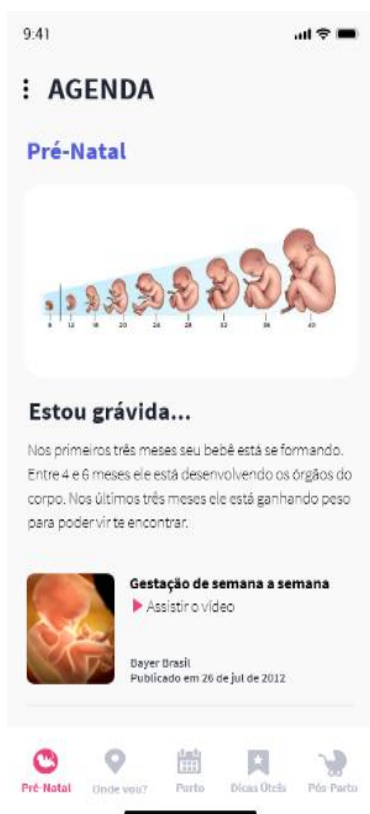 9:41
AGENDA
Pré-Natal
8 12 16 20 24 28 32 36 40
Estou grávida...
Nos primeiros três meses seu bebê está se formando.
Entre 4 e 6 meses ele está desenvolvendo os órgãos do
corpo. Nos últimos três meses ele está ganhando peso
para poder vir te encontrar.
Gestação de semana a semana
Assistir o vídeo
Bayer Brasil
Publicado em 26 de jul de 2012
Pré-Natal Onde vou? Parto Dicas Úteis Pós Parto